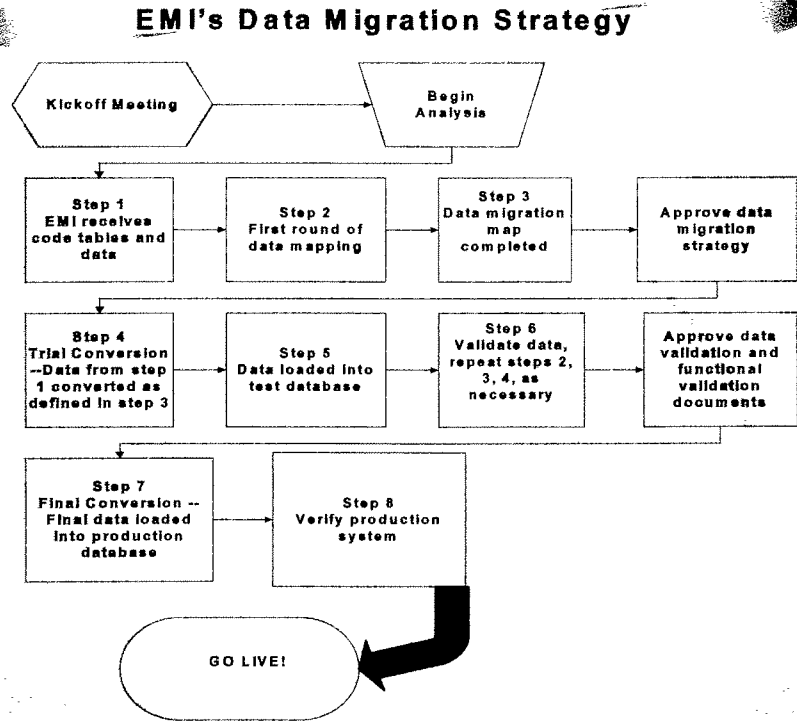 EMI's Data Migration Strategy
Kickoff Meeting
Begin
Analysis
Step 1
EMI receives
code tables and
data
Step 2
First round of
data mapping
Step 3
Data migration
map
completed
Approve data
migration
strategy
Step 4
Trial Conversion
--Data from step
1 converted as
defined in step 3
Step 5
Data loaded into
test database
Step 6
Validate data,
repeat steps 2,
3, 4, as
necessary
Approve data
validation and
functional
validation
documents
Step 7
Final Conversion --
Final data loaded
into production
database
Step 8
Verify production
system
GO LIVE!